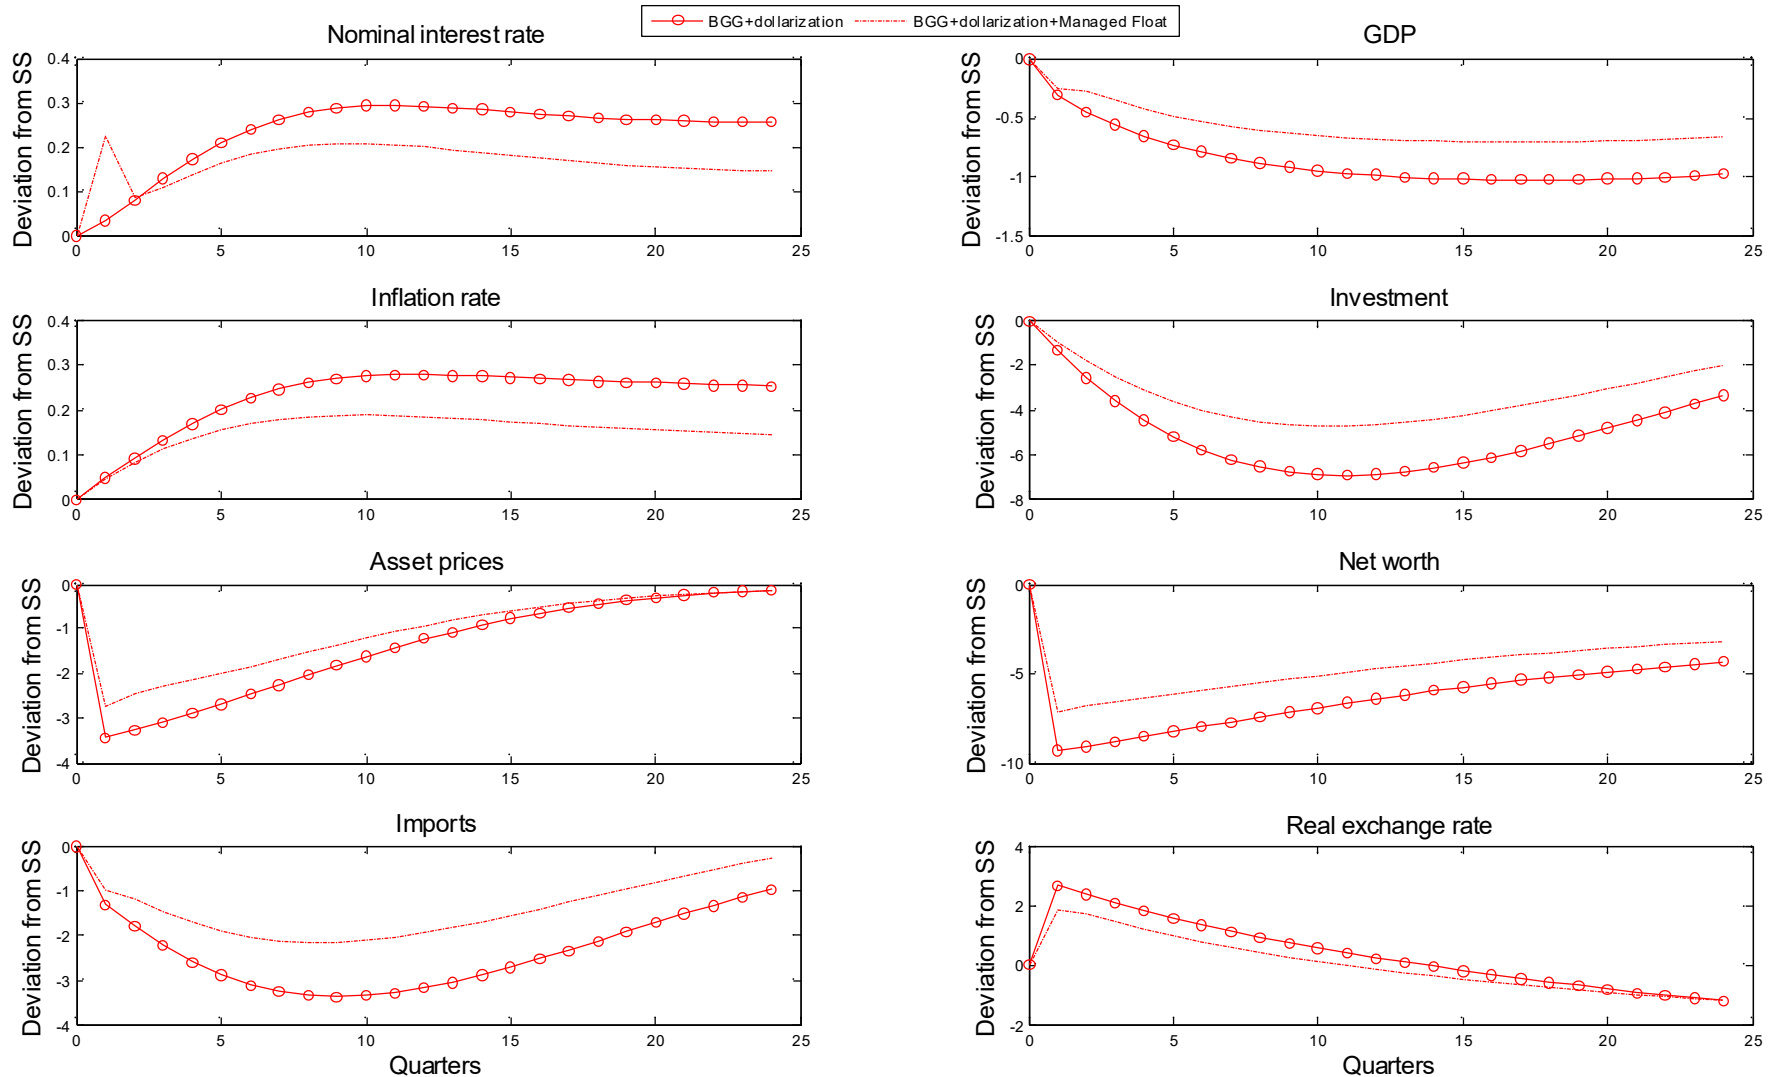 BGG+dollarization BGG+dollarization+Managed Float
Nominal interest rate
Deviation from SS
0.4
0.3
0.2
0.1
0
0 5 10 15 20 25
GDP
Deviation from SS
0
-0.5
-1
-1.5
0 5 10 15 20 25
Inflation rate
Deviation from SS
0.4
0.3
0.2
0.1
0
0 5 10 15 20 25
Investment
Deviation from SS
0
-2
-4
-6
-8
0 5 10 15 20 25
Asset prices
Deviation from SS
0
-1
-2
-3
-4
0 5 10 15 20 25
Net worth
Deviation from SS
0
-5
-10
0 5 10 15 20 25
Imports
Deviation from SS
0
-1
-2
-3
-4
0 5 10 15 20 25
Quarters
Real exchange rate
Deviation from SS
4
2
0
-2
0 5 10 15 20 25
Quarters